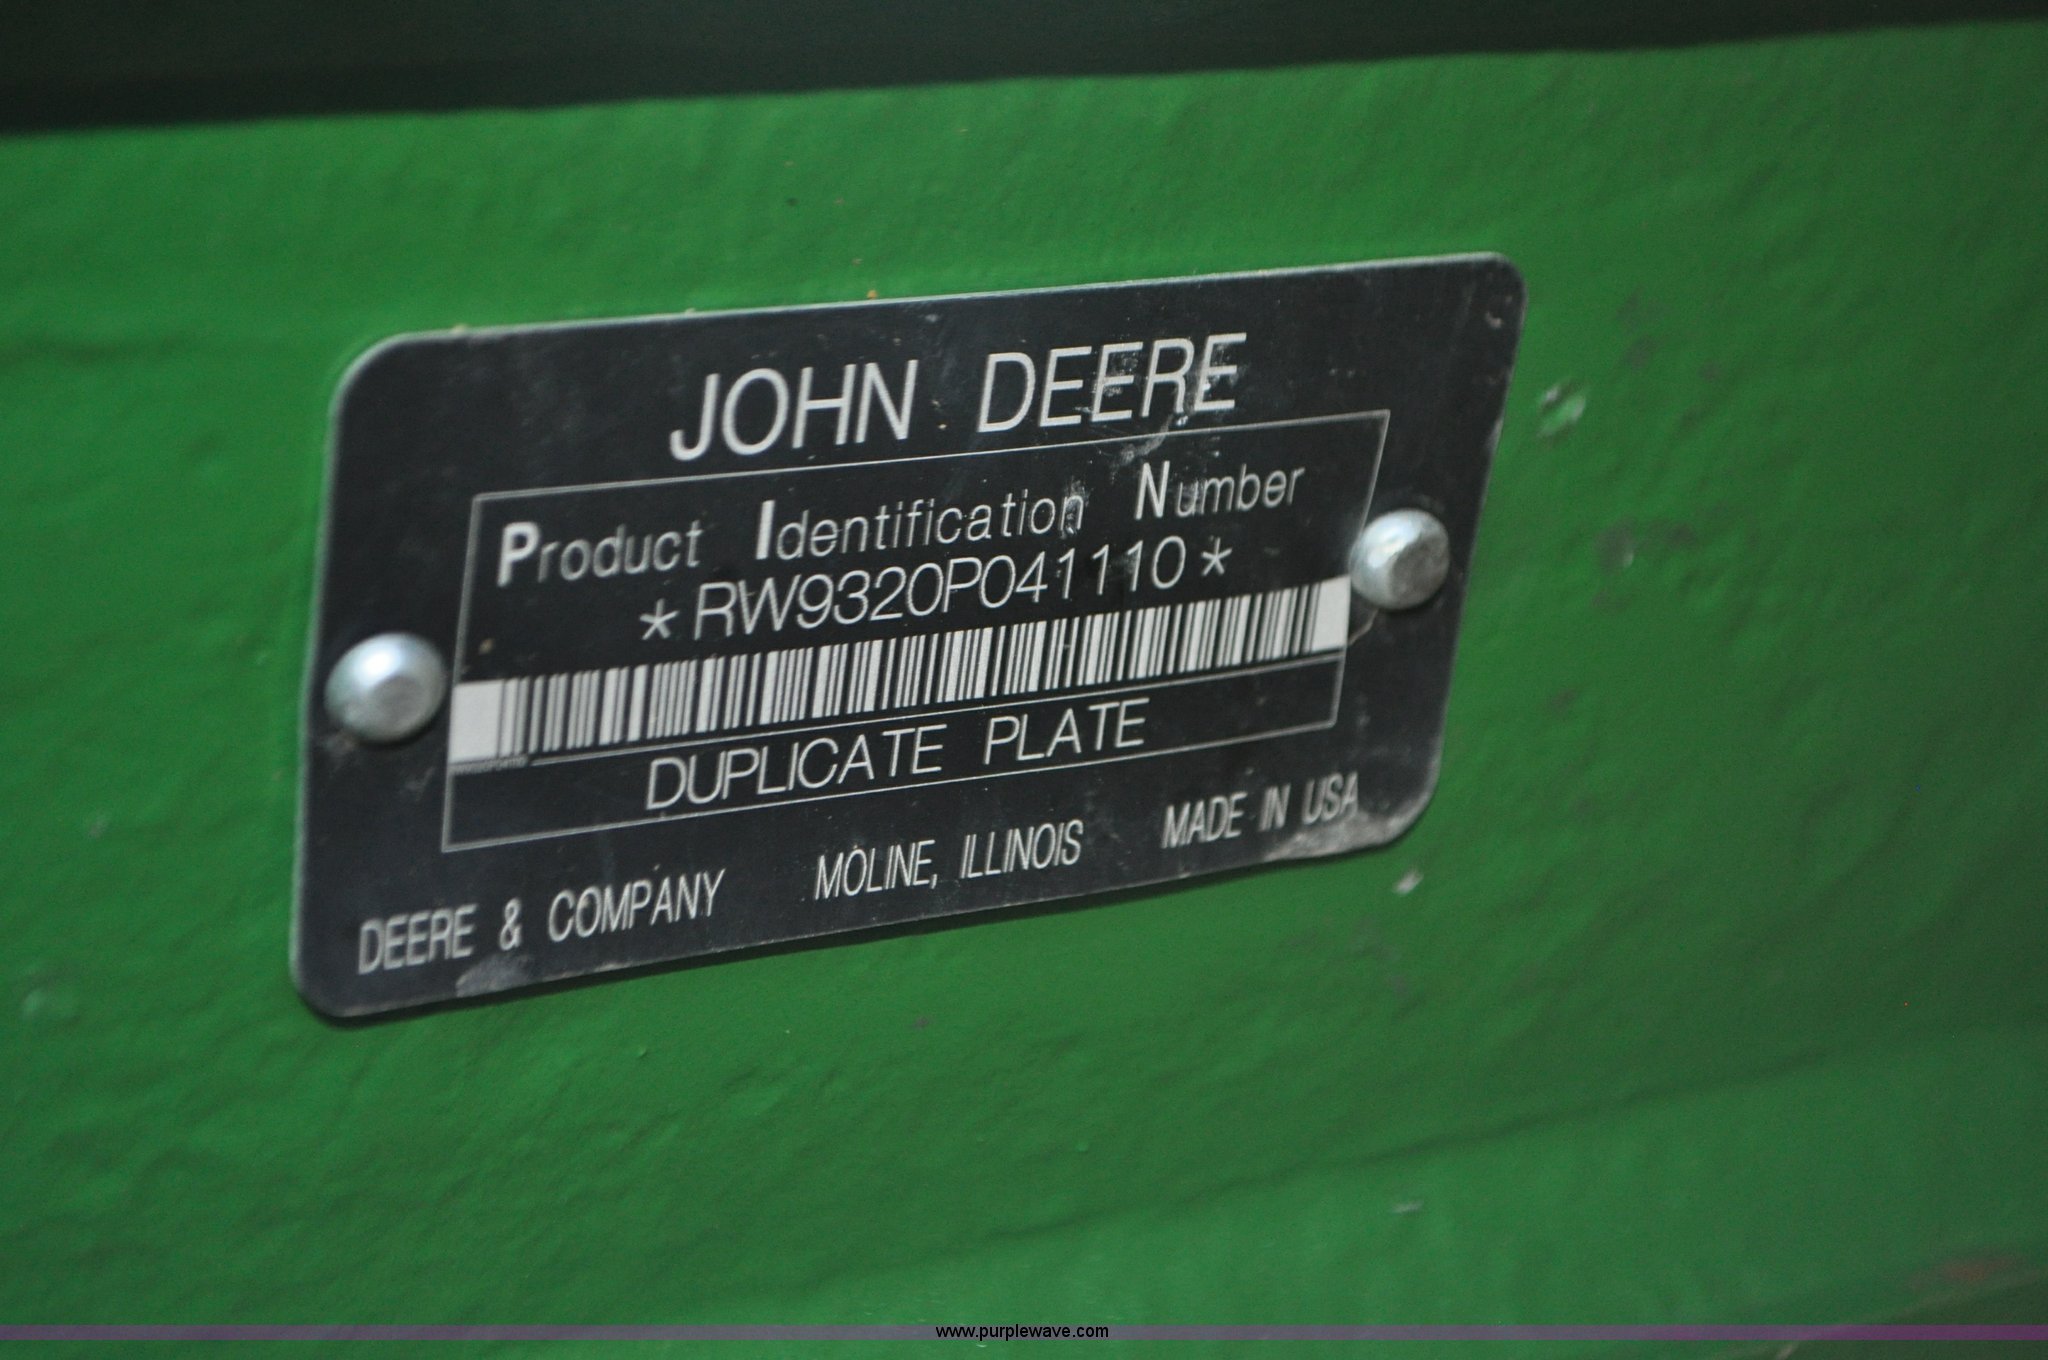 JOHN DEERE
Product Identification Number
*RW9320P041110*
DUPLICATE PLATE
DEERE & COMPANY MOLINE, ILLINOIS MADE IN USA
www.purplewave.com